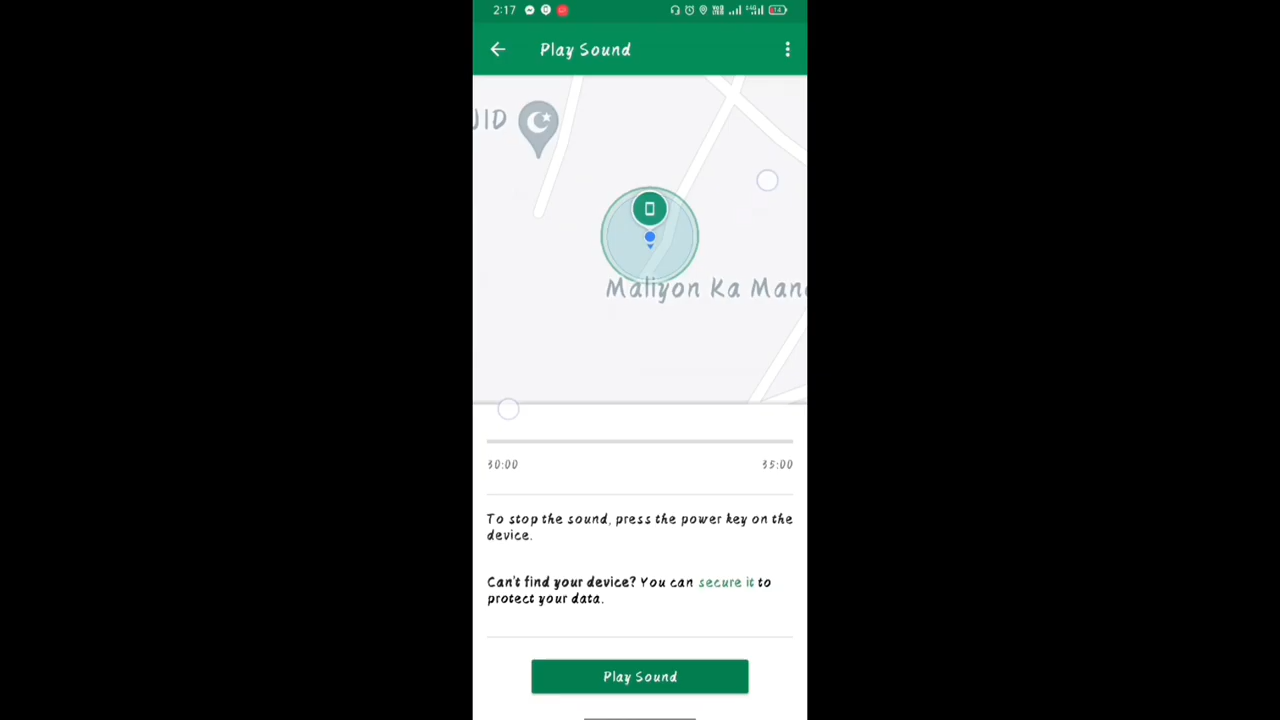 2:17
Play Sound
JID
Maliyon Ka Man
30:00
35:00
To stop the sound, press the power key on the
device.
Can't find your device? You can secure it to
protect your data.
Play Sound